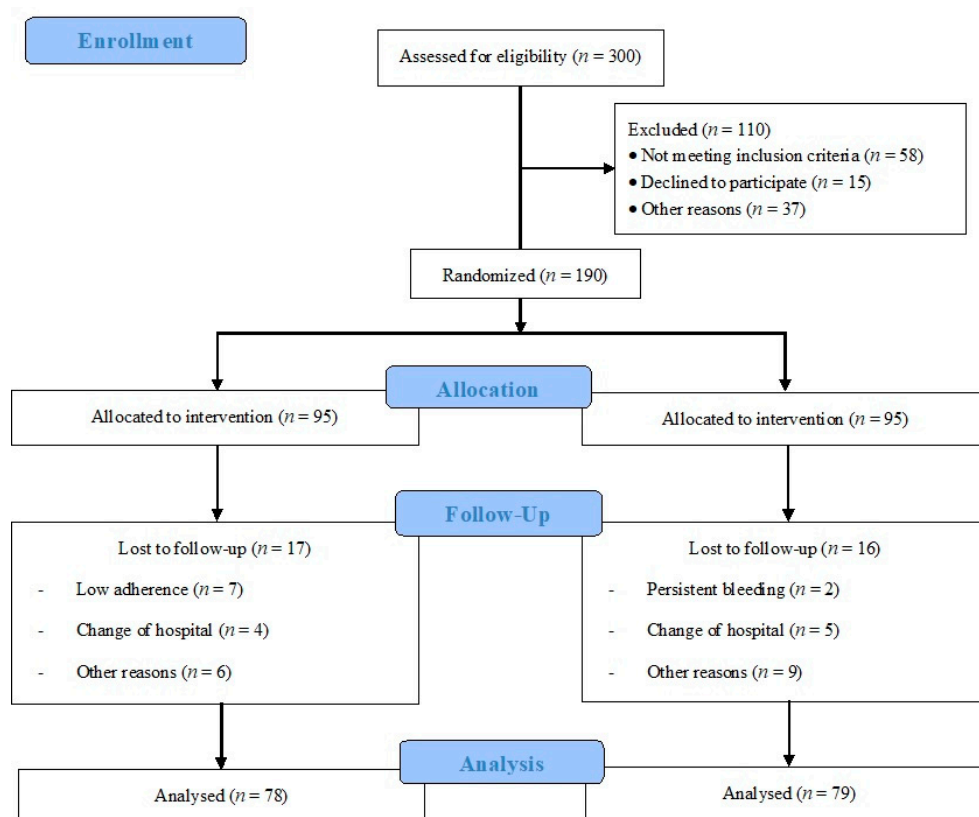 Enrollment
Assessed for eligibility (n = 300)
Excluded (n = 110)
● Not meeting inclusion criteria (n = 58)
● Declined to participate (n = 15)
● Other reasons (n = 37)
Randomized (n = 190)
Allocation
Allocated to intervention (n = 95)
Allocated to intervention (n = 95)
Follow-Up
Lost to follow-up (n = 17)
- Low adherence (n = 7)
- Change of hospital (n = 4)
- Other reasons (n = 6)
Lost to follow-up (n = 16)
- Persistent bleeding (n = 2)
- Change of hospital (n = 5)
- Other reasons (n = 9)
Analysis
Analysed (n = 78)
Analysed (n = 79)